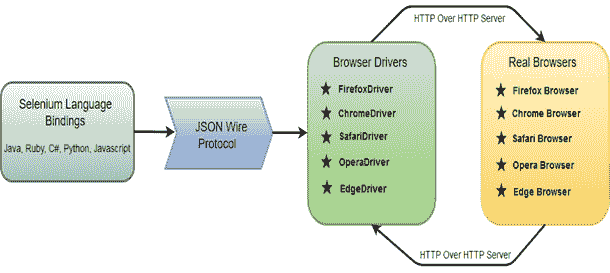 HTTP Over HTTP Server
Selenium Language
Bindings
Java, Ruby, C#, Python, Javascript
JSON Wire
Protocol
Browser Drivers
FirefoxDriver
ChromeDriver
SafariDriver
OperaDriver
EdgeDriver
Real Browsers
Firefox Browser
Chrome Browser
Safari Browser
Opera Browser
Edge Browser
HTTP Over HTTP Server